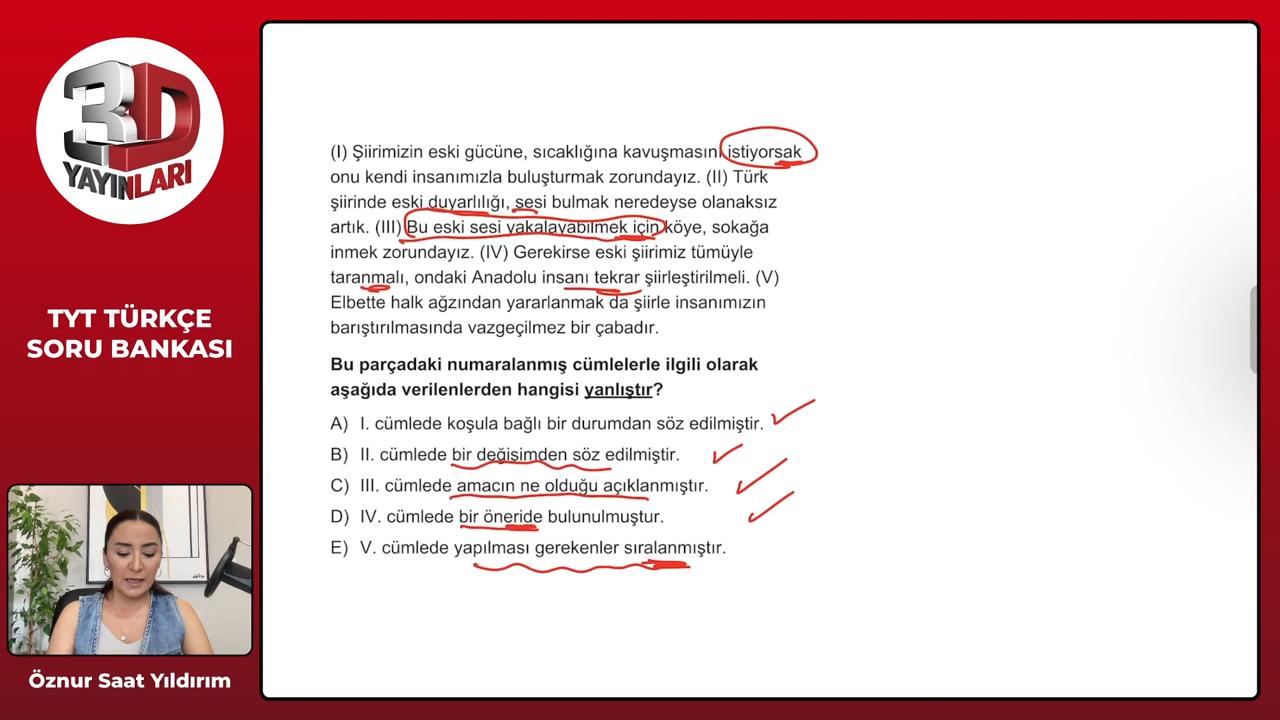 3D
YAYINLARI
TYT TÜRKÇE
SORU BANKASI
Öznur Saat Yıldırım
(I) Şiirimizin eski gücüne, sıcaklığına kavuşmasını istiyorsak
onu kendi insanımızla buluşturmak zorundayız. (II) Türk
şiirinde eski duyarlılığı, sesi bulmak neredeyse olanaksız
artık. (III) Bu eski sesi yakalayabilmek için köye, sokağa
inmek zorundayız. (IV) Gerekirse eski şiirimiz tümüyle
taranmalı, ondaki Anadolu insanı tekrar şiirleştirilmeli. (V)
Elbette halk ağzından yararlanmak da şiirle insanımızın
barıştırılmasında vazgeçilmez bir çabadır.
Bu parçadaki numaralanmış cümlelerle ilgili olarak
aşağıda verilenlerden hangisi yanlıştır?
A) I. cümlede koşula bağlı bir durumdan söz edilmiştir.
B) II. cümlede bir değişimden söz edilmiştir.
C) III. cümlede amacın ne olduğu açıklanmıştır.
D) IV. cümlede bir öneride bulunulmuştur.
E) V. cümlede yapılması gerekenler sıralanmıştır.